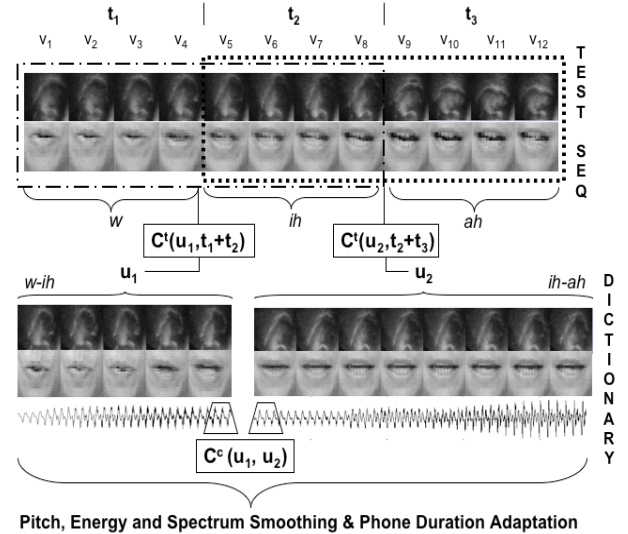 t1 t2 t3
v1 v2 v3 v4 v5 v6 v7 v8 v9 v10 v11 v12
TEST SEQ
w ih ah
Cᵗ(u1,t1+t2) Cᵗ(u2,t2+t3)
u1 u2
w-ih ih-ah
DICTIONARY
Cᶜ(u1, u2)
Pitch, Energy and Spectrum Smoothing & Phone Duration Adaptation